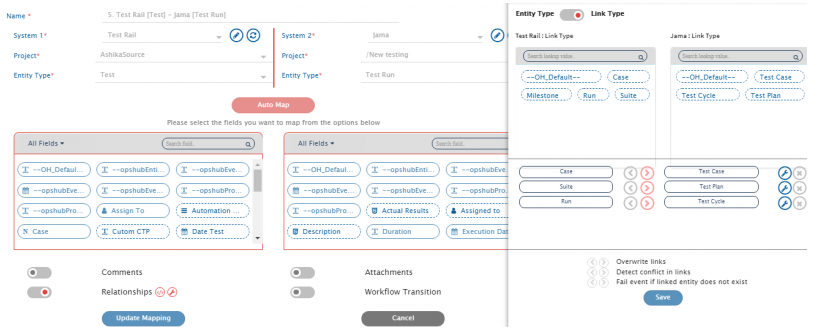 Name *
5. Test Rail [Test] - Jama [Test Run]
System 1*
Test Rail
System 2*
Jama
Project*
AshikaSource
Project*
/New testing
Entity Type*
Test
Entity Type*
Test Run
Auto Map
Please select the fields you want to map from the options below
All Fields
Search field..
--OH_Defaul...
--opshubEnti...
--opshubEve...
--opshubEve...
--opshubEve...
--opshubPro...
--opshubPro...
Assign To
Automation ...
Case
Cutom CTP
Date Test
All Fields
Search field..
--OH_Defaul...
--opshubEnti...
--opshubEve
--opshubEve...
--opshubEve...
--opshubPro
--opshubPro...
Actual Results
Assigned to
Description
Duration
Execution Dat
Comments
Attachments
Relationships
Workflow Transition
Update Mapping
Cancel
Entity Type
Link Type
Test Rail : Link Type
Search lookup value..
--OH_Default--
Case
Milestone
Run
Suite
Jama : Link Type
Search lookup value..
--OH_Default--
Test Case
Test Cycle
Test Plan
Case
Test Case
Suite
Test Plan
Run
Test Cycle
Overwrite links
Detect conflict in links
Fail event if linked entity does not exist
Save